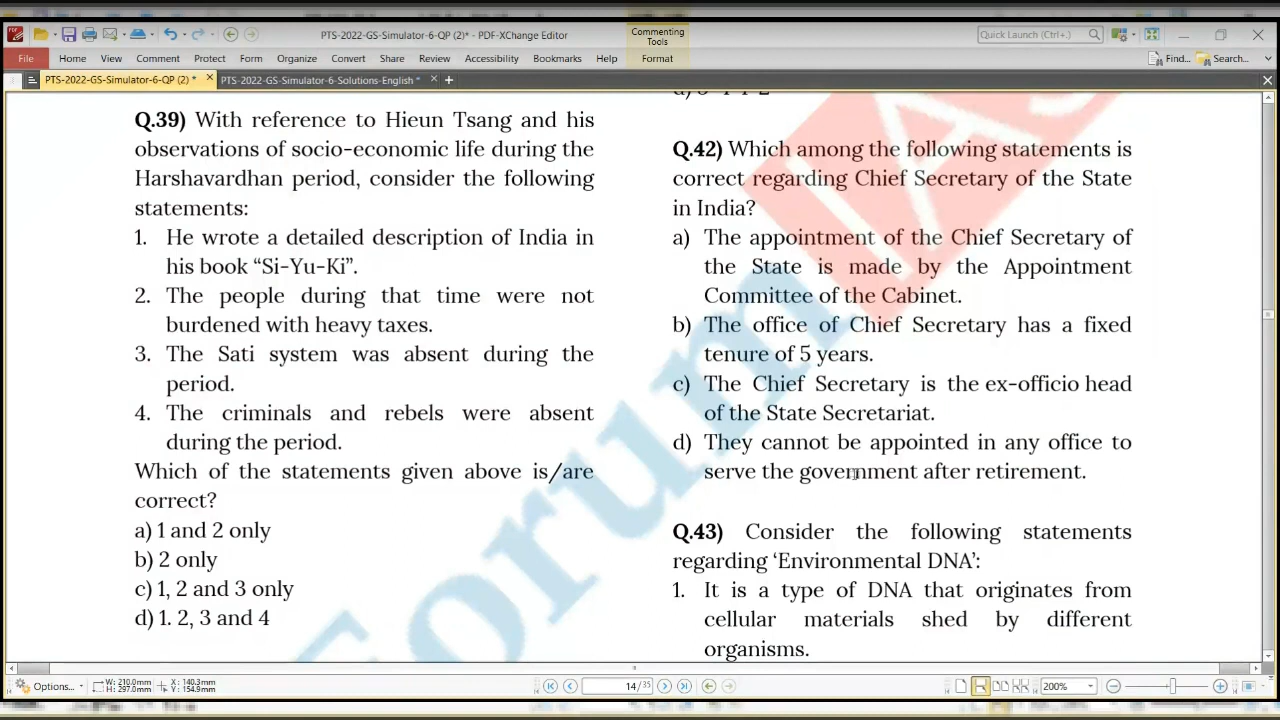 PTS-2022-GS-Simulator-6-QP (2)* - PDF-XChange Editor
Commenting
Tools
Quick Launch (Ctrl+.)
File Home View Comment Protect Form Organize Convert Share Review Accessibility Bookmarks Help Format Find... Search...
PTS-2022-GS-Simulator-6-QP (2) * × PTS-2022-GS-Simulator-6-Solutions-English * × +
Q.39) With reference to Hieun Tsang and his
observations of socio-economic life during the
Harshavardhan period, consider the following
statements:
1. He wrote a detailed description of India in
his book “Si-Yu-Ki”.
2. The people during that time were not
burdened with heavy taxes.
3. The Sati system was absent during the
period.
4. The criminals and rebels were absent
during the period.
Which of the statements given above is/are
correct?
a) 1 and 2 only
b) 2 only
c) 1, 2 and 3 only
d) 1. 2, 3 and 4
Q.42) Which among the following statements is
correct regarding Chief Secretary of the State
in India?
a) The appointment of the Chief Secretary of
the State is made by the Appointment
Committee of the Cabinet.
b) The office of Chief Secretary has a fixed
tenure of 5 years.
c) The Chief Secretary is the ex-officio head
of the State Secretariat.
d) They cannot be appointed in any office to
serve the government after retirement.
Q.43) Consider the following statements
regarding ‘Environmental DNA’:
1. It is a type of DNA that originates from
cellular materials shed by different
organisms.
Forum IAS
Options... W: 210.0mm X: 140.3mm
H: 297.0mm Y: 154.9mm
14/35
200%